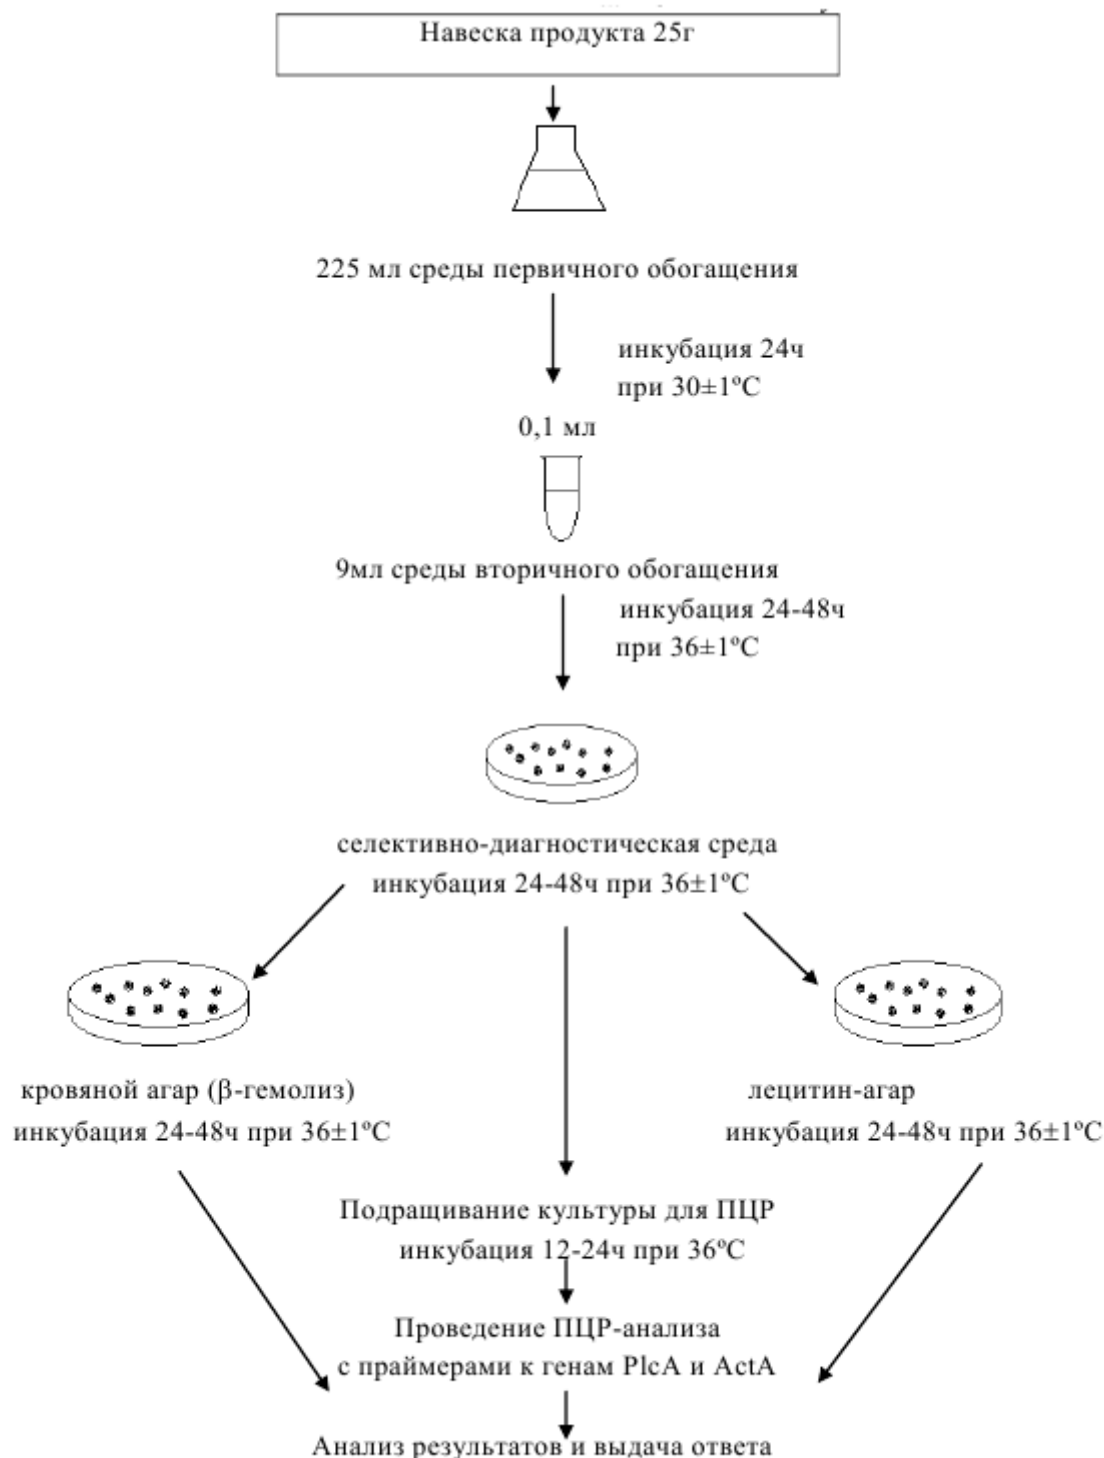 Навеска продукта 25г
225 мл среды первичного обогащения
инкубация 24ч
при 30±1ºС
0,1 мл
9мл среды вторичного обогащения
инкубация 24-48ч
при 36±1ºС
селективно-диагностическая среда
инкубация 24-48ч при 36±1ºС
кровяной агар (β-гемолиз)
инкубация 24-48ч при 36±1ºС
лецитин-агар
инкубация 24-48ч при 36±1ºС
Подращивание культуры для ПЦР
инкубация 12-24ч при 36ºС
Проведение ПЦР-анализа
с праймерами к генам PlcA и ActA
Анализ результатов и выдача ответа